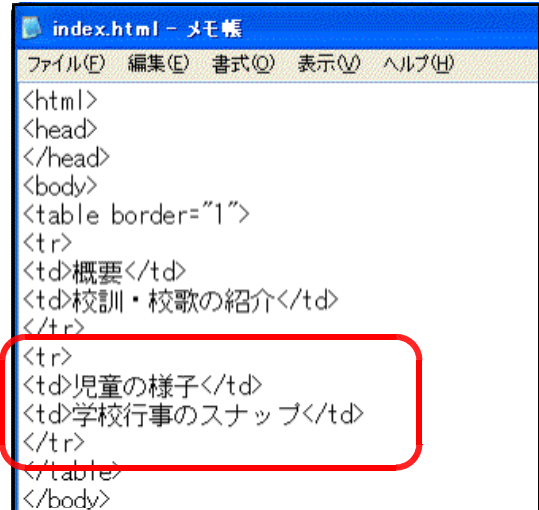 index.html - メモ帳
ファイル(F) 編集(E) 書式(O) 表示(V) ヘルプ(H)
<html>
<head>
</head>
<body>
<table border="1">
<tr>
<td>概要</td>
<td>校訓・校歌の紹介</td>
</tr>
<tr>
<td>児童の様子</td>
<td>学校行事のスナップ</td>
</tr>
</table>
</body>